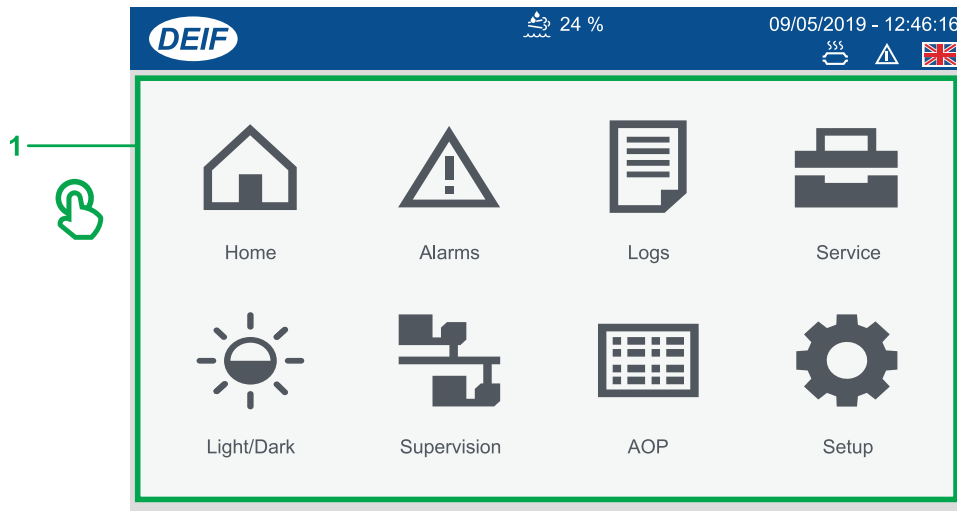 DEIF
24 %
09/05/2019 - 12:46:16
1
Home Alarms Logs Service
Light/Dark Supervision AOP Setup